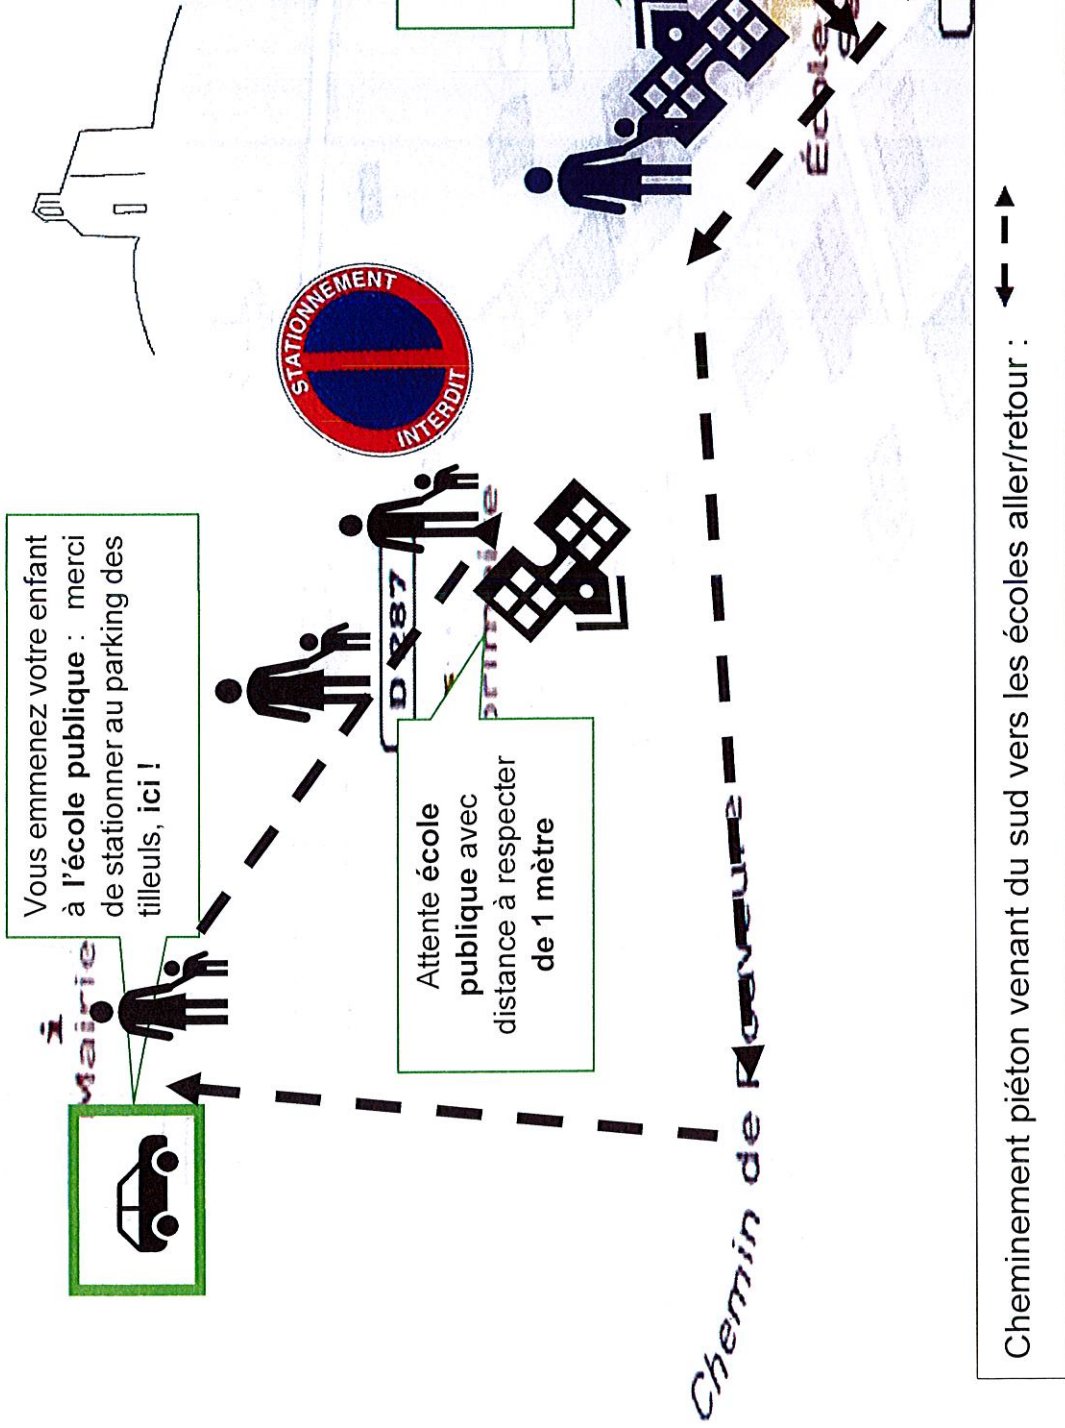 Vous emmenez votre enfant
à l'école publique : merci
de stationner au parking des
tilleuls, ici !
Mairie
STATIONNEMENT
INTERDIT
D 287
Attente école
publique avec
distance à respecter
de 1 mètre
École
Chemin de
Cheminement piéton venant du sud vers les écoles aller/retour :